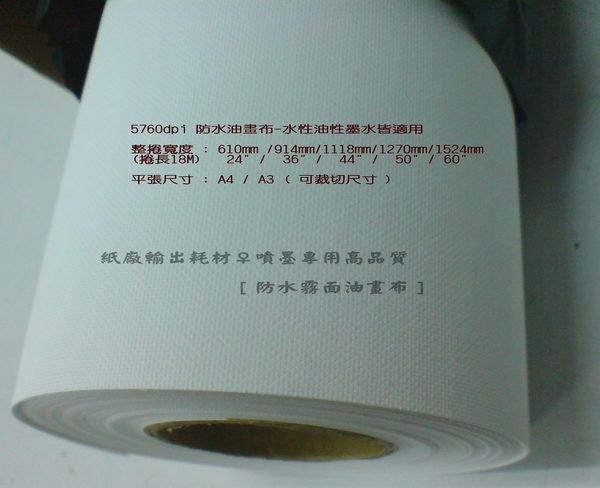 5760dpi 防水油畫布-水性油性墨水皆適用
整捲寬度 : 610mm /914mm/1118mm/1270mm/1524mm
(捲長18M) 24" / 36" / 44" / 50" / 60"
平張尺寸 : A4 / A3 ( 可裁切尺寸 )
紙廠輸出耗材♀噴墨專用高品質
[ 防水霧面油畫布 ]